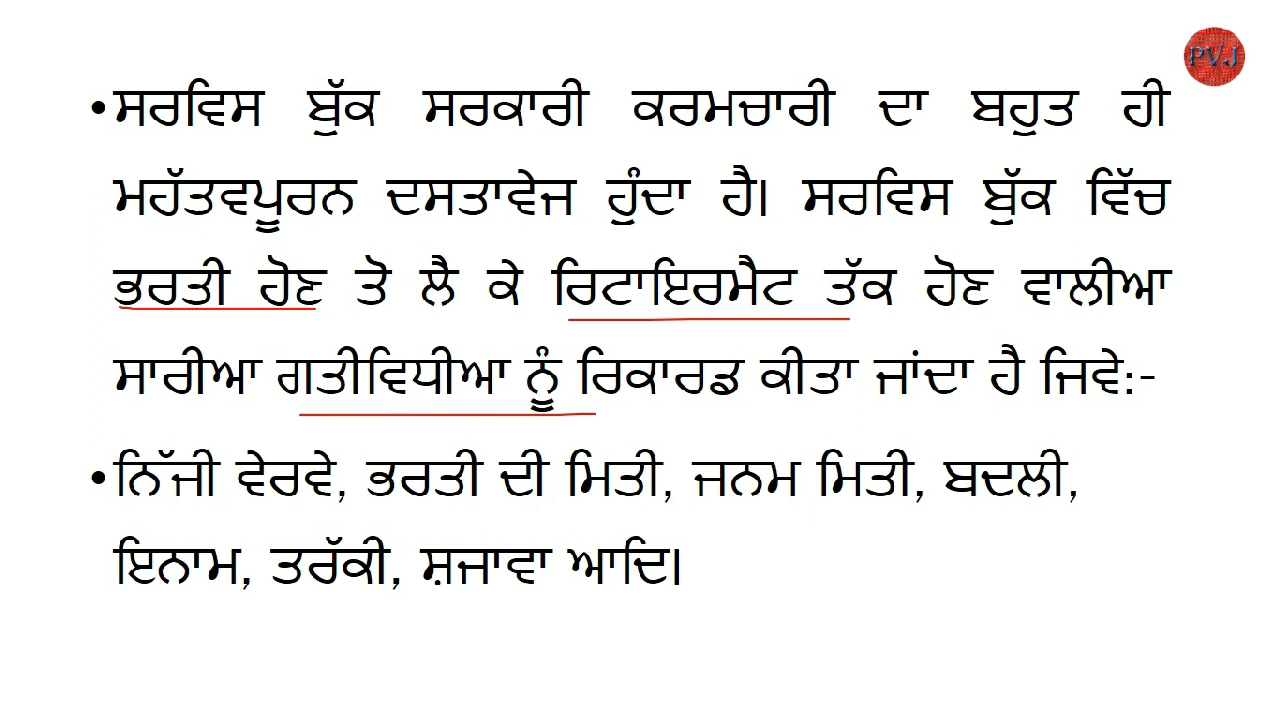 PVJ
•ਸਰਵਿਸ ਬੁੱਕ ਸਰਕਾਰੀ ਕਰਮਚਾਰੀ ਦਾ ਬਹੁਤ ਹੀ
ਮਹੱਤਵਪੂਰਨ ਦਸਤਾਵੇਜ ਹੁੰਦਾ ਹੈ। ਸਰਵਿਸ ਬੁੱਕ ਵਿੱਚ
ਭਰਤੀ ਹੋਣ ਤੋ ਲੈ ਕੇ ਰਿਟਾਇਰਮੈਟ ਤੱਕ ਹੋਣ ਵਾਲੀਆ
ਸਾਰੀਆ ਗਤੀਵਿਧੀਆ ਨੂੰ ਰਿਕਾਰਡ ਕੀਤਾ ਜਾਂਦਾ ਹੈ ਜਿਵੇ:-
•ਨਿੱਜੀ ਵੇਰਵੇ, ਭਰਤੀ ਦੀ ਮਿਤੀ, ਜਨਮ ਮਿਤੀ, ਬਦਲੀ,
ਇਨਾਮ, ਤਰੱਕੀ, ਸ਼ਜਾਵਾ ਆਦਿ।